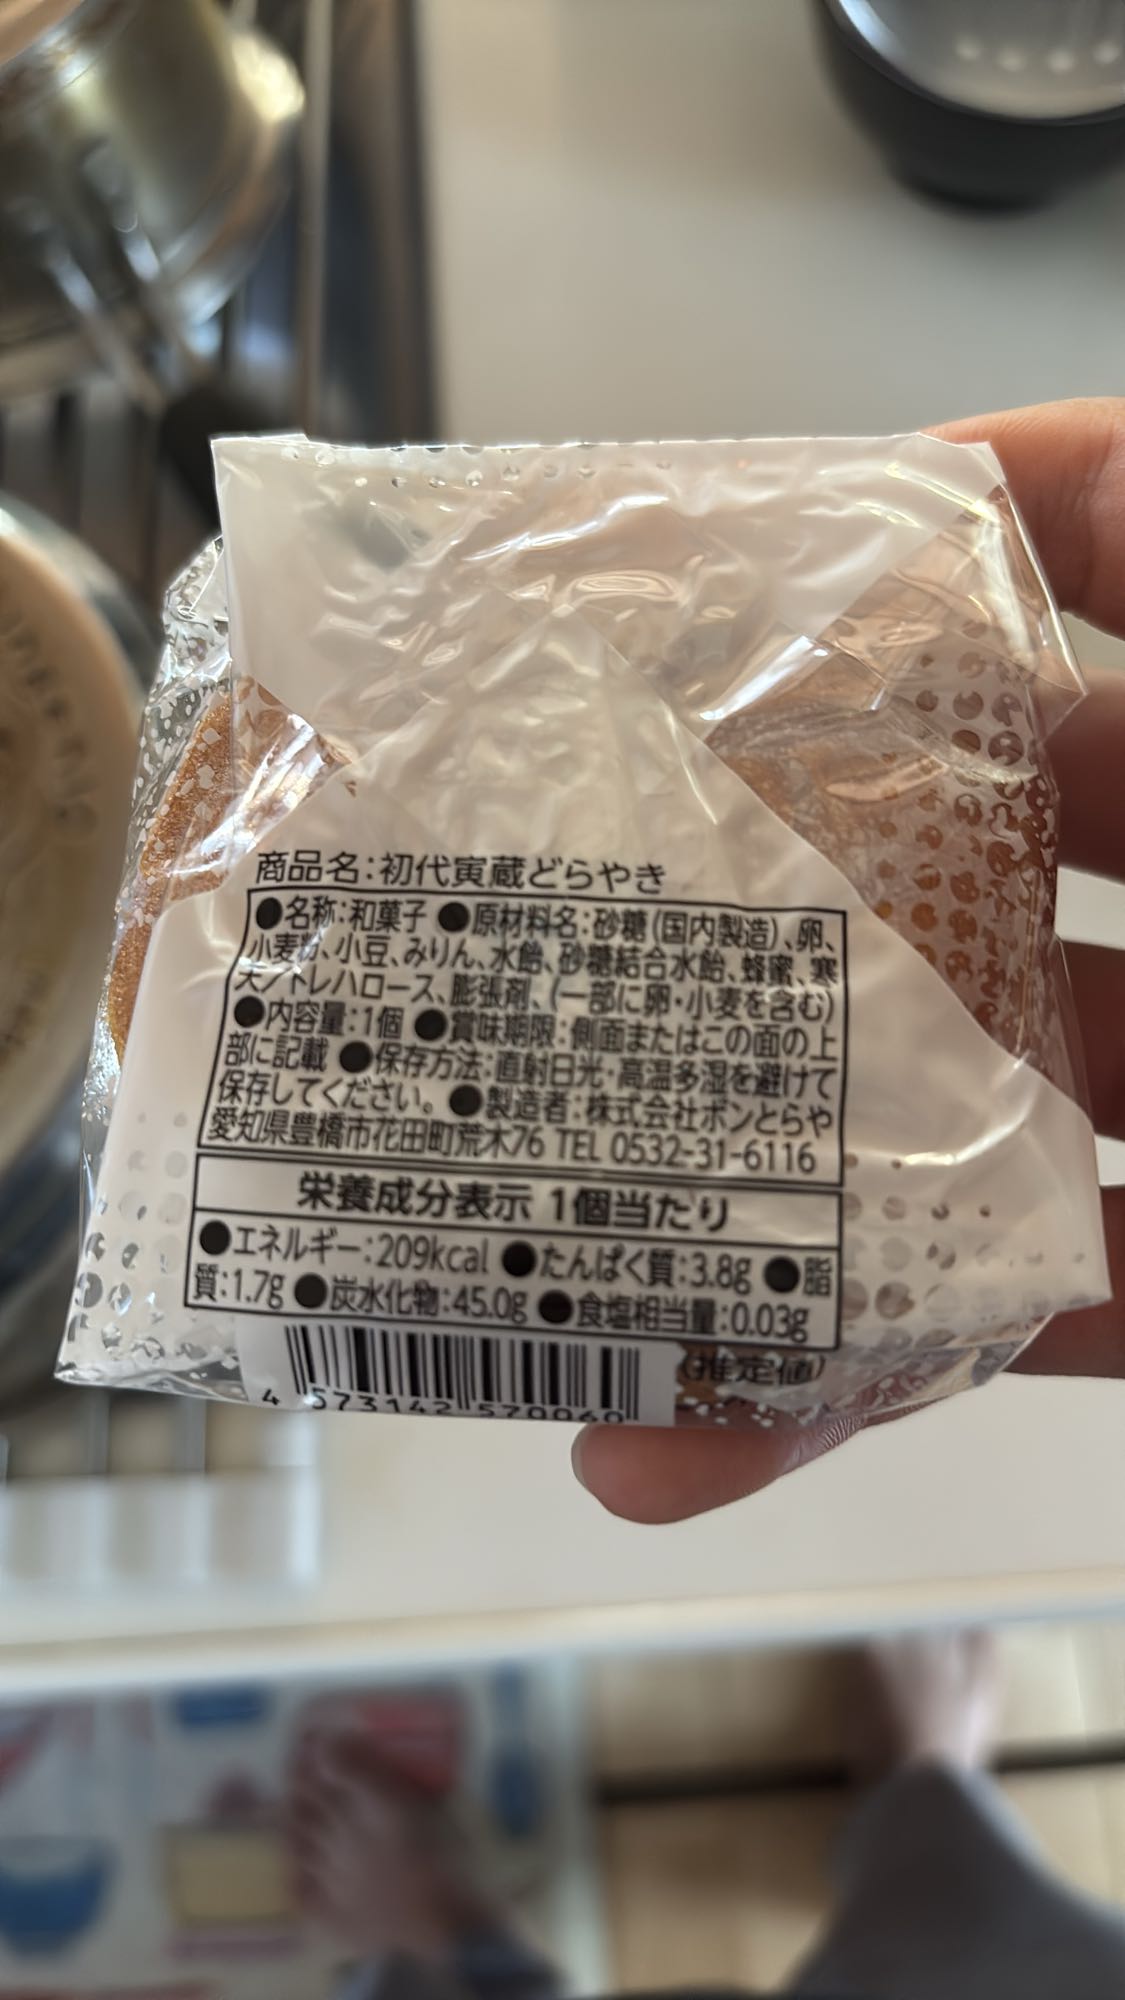 商品名:初代寅蔵どらやき
●名称:和菓子 ●原材料名:砂糖(国内製造)、卵、
小麦粉、小豆、みりん、水飴、砂糖結合水飴、蜂蜜、寒
天/トレハロース、膨張剤、(一部に卵・小麦を含む)
●内容量:1個 ●賞味期限:側面またはこの面の上
部に記載 ●保存方法:直射日光・高温多湿を避けて
保存してください。 ●製造者:株式会社ボンとらや
愛知県豊橋市花田町荒木76 TEL 0532-31-6116
栄養成分表示 1個当たり
●エネルギー:209kcal ●たんぱく質:3.8g ●脂
質:1.7g ●炭水化物:45.0g ●食塩相当量:0.03g
(推定値)
4 573142 570060